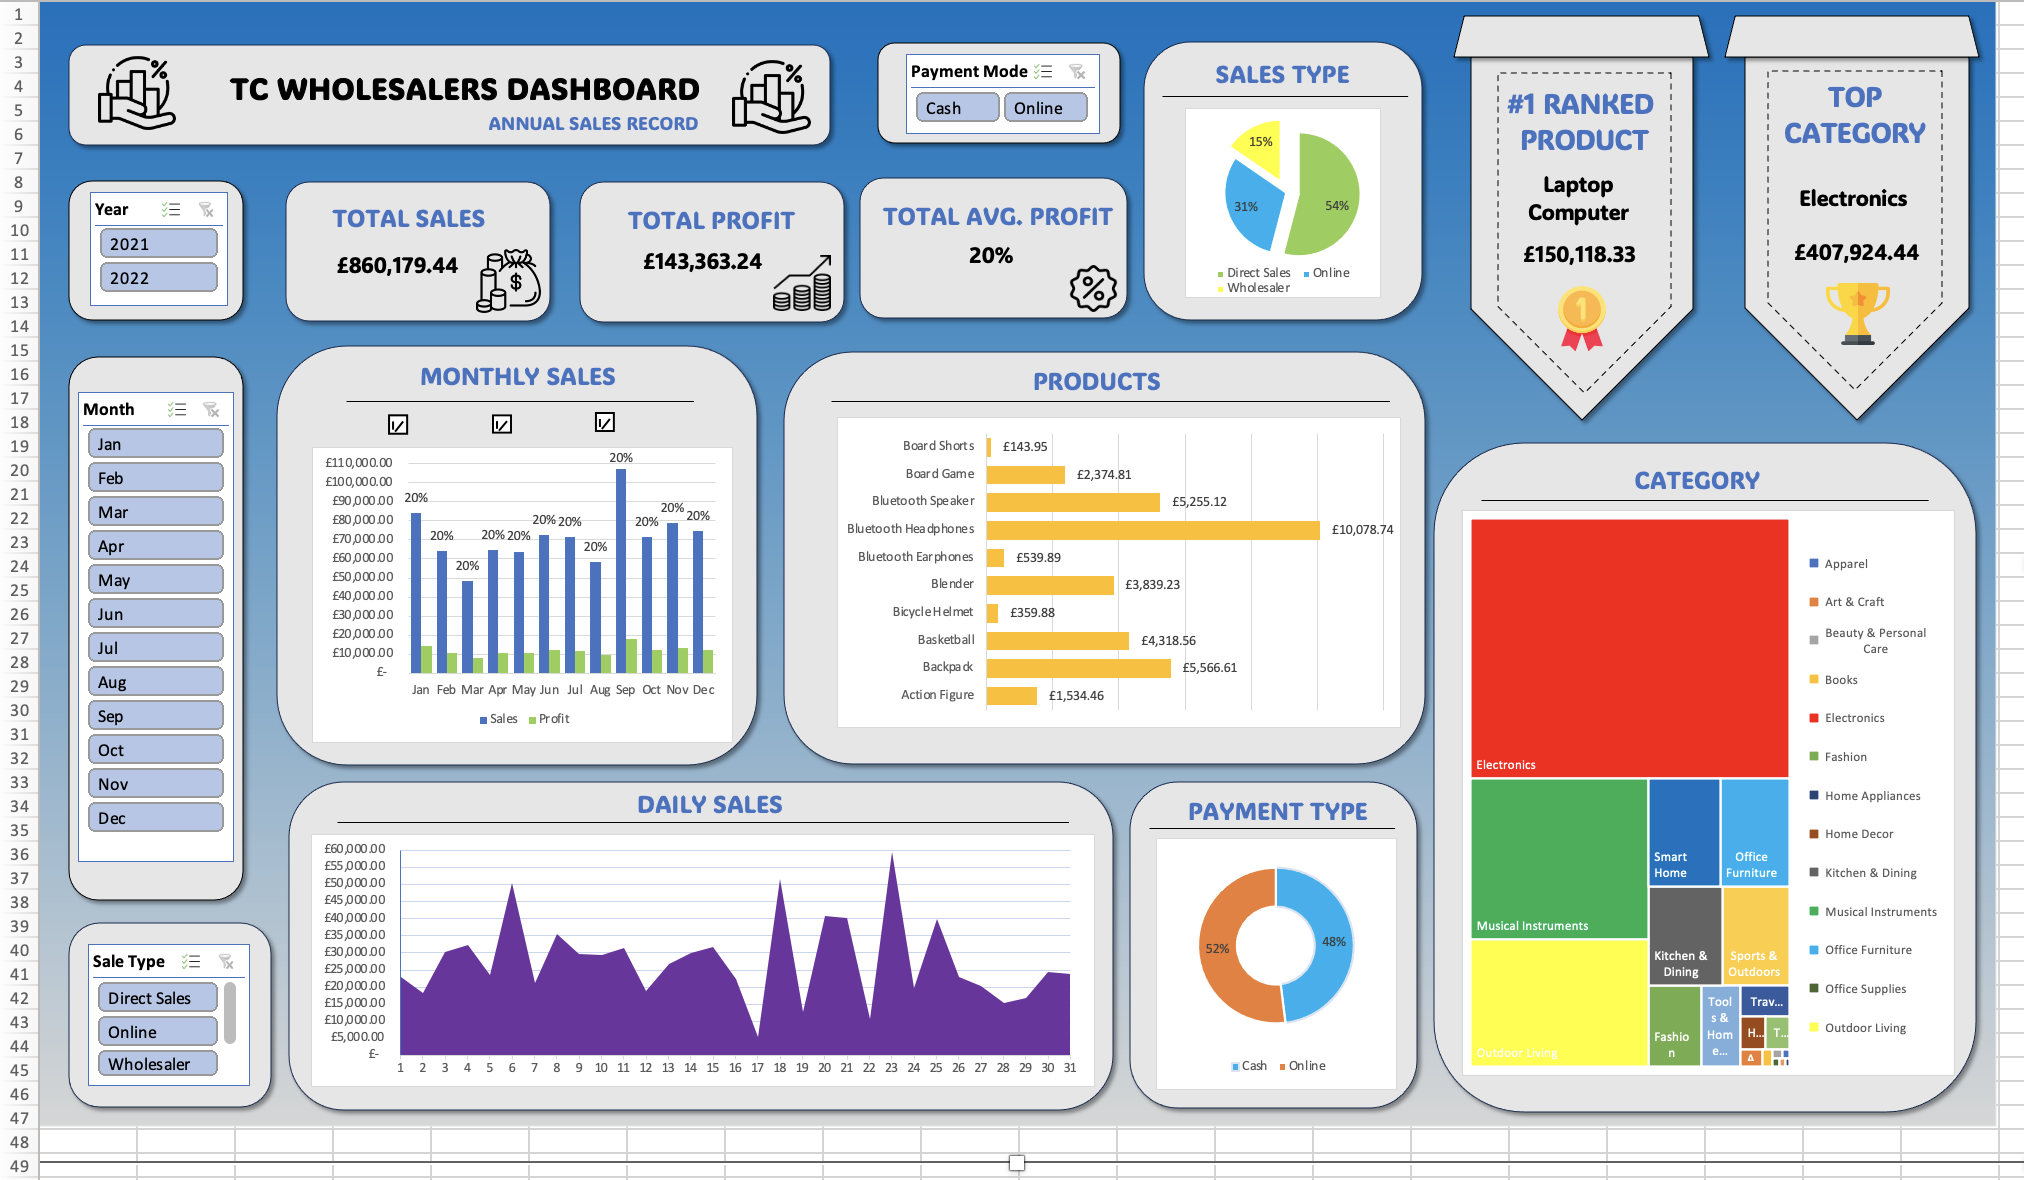 TC WHOLESALERS DASHBOARD
ANNUAL SALES RECORD
Payment Mode
Cash
Online
SALES TYPE
15%
31%
54%
Direct Sales
Online
Wholesaler
#1 RANKED
PRODUCT
Laptop
Computer
£150,118.33
1
TOP
CATEGORY
Electronics
£407,924.44
Year
2021
2022
TOTAL SALES
£860,179.44
$
TOTAL PROFIT
£143,363.24
TOTAL AVG. PROFIT
20%
%
Month
Jan
Feb
Mar
Apr
May
Jun
Jul
Aug
Sep
Oct
Nov
Dec
MONTHLY SALES
£110,000.00
£100,000.00
£90,000.00
£80,000.00
£70,000.00
£60,000.00
£50,000.00
£40,000.00
£30,000.00
£20,000.00
£10,000.00
£-
20%
20%
20%
20%
20%
20%
20%
20%
20%
20%
20%
20%
Jan Feb Mar Apr May Jun Jul Aug Sep Oct Nov Dec
Sales
Profit
PRODUCTS
Board Shorts £143.95
Board Game £2,374.81
Bluetooth Speaker £5,255.12
Bluetooth Headphones £10,078.74
Bluetooth Earphones £539.89
Blender £3,839.23
Bicycle Helmet £359.88
Basketball £4,318.56
Backpack £5,566.61
Action Figure £1,534.46
CATEGORY
Electronics
Musical Instruments
Outdoor Living
Smart
Home
Office
Furniture
Kitchen &
Dining
Sports &
Outdoors
Fashio
n
Tool
s &
Hom
e...
Trav...
H...
T...
A
Apparel
Art & Craft
Beauty & Personal
Care
Books
Electronics
Fashion
Home Appliances
Home Decor
Kitchen & Dining
Musical Instruments
Office Furniture
Office Supplies
Outdoor Living
Sale Type
Direct Sales
Online
Wholesaler
DAILY SALES
£60,000.00
£55,000.00
£50,000.00
£45,000.00
£40,000.00
£35,000.00
£30,000.00
£25,000.00
£20,000.00
£15,000.00
£10,000.00
£5,000.00
£-
1 2 3 4 5 6 7 8 9 10 11 12 13 14 15 16 17 18 19 20 21 22 23 24 25 26 27 28 29 30 31
PAYMENT TYPE
52%
48%
Cash
Online
1
2
3
4
5
6
7
8
9
10
11
12
13
14
15
16
17
18
19
20
21
22
23
24
25
26
27
28
29
30
31
32
33
34
35
36
37
38
39
40
41
42
43
44
45
46
47
48
49